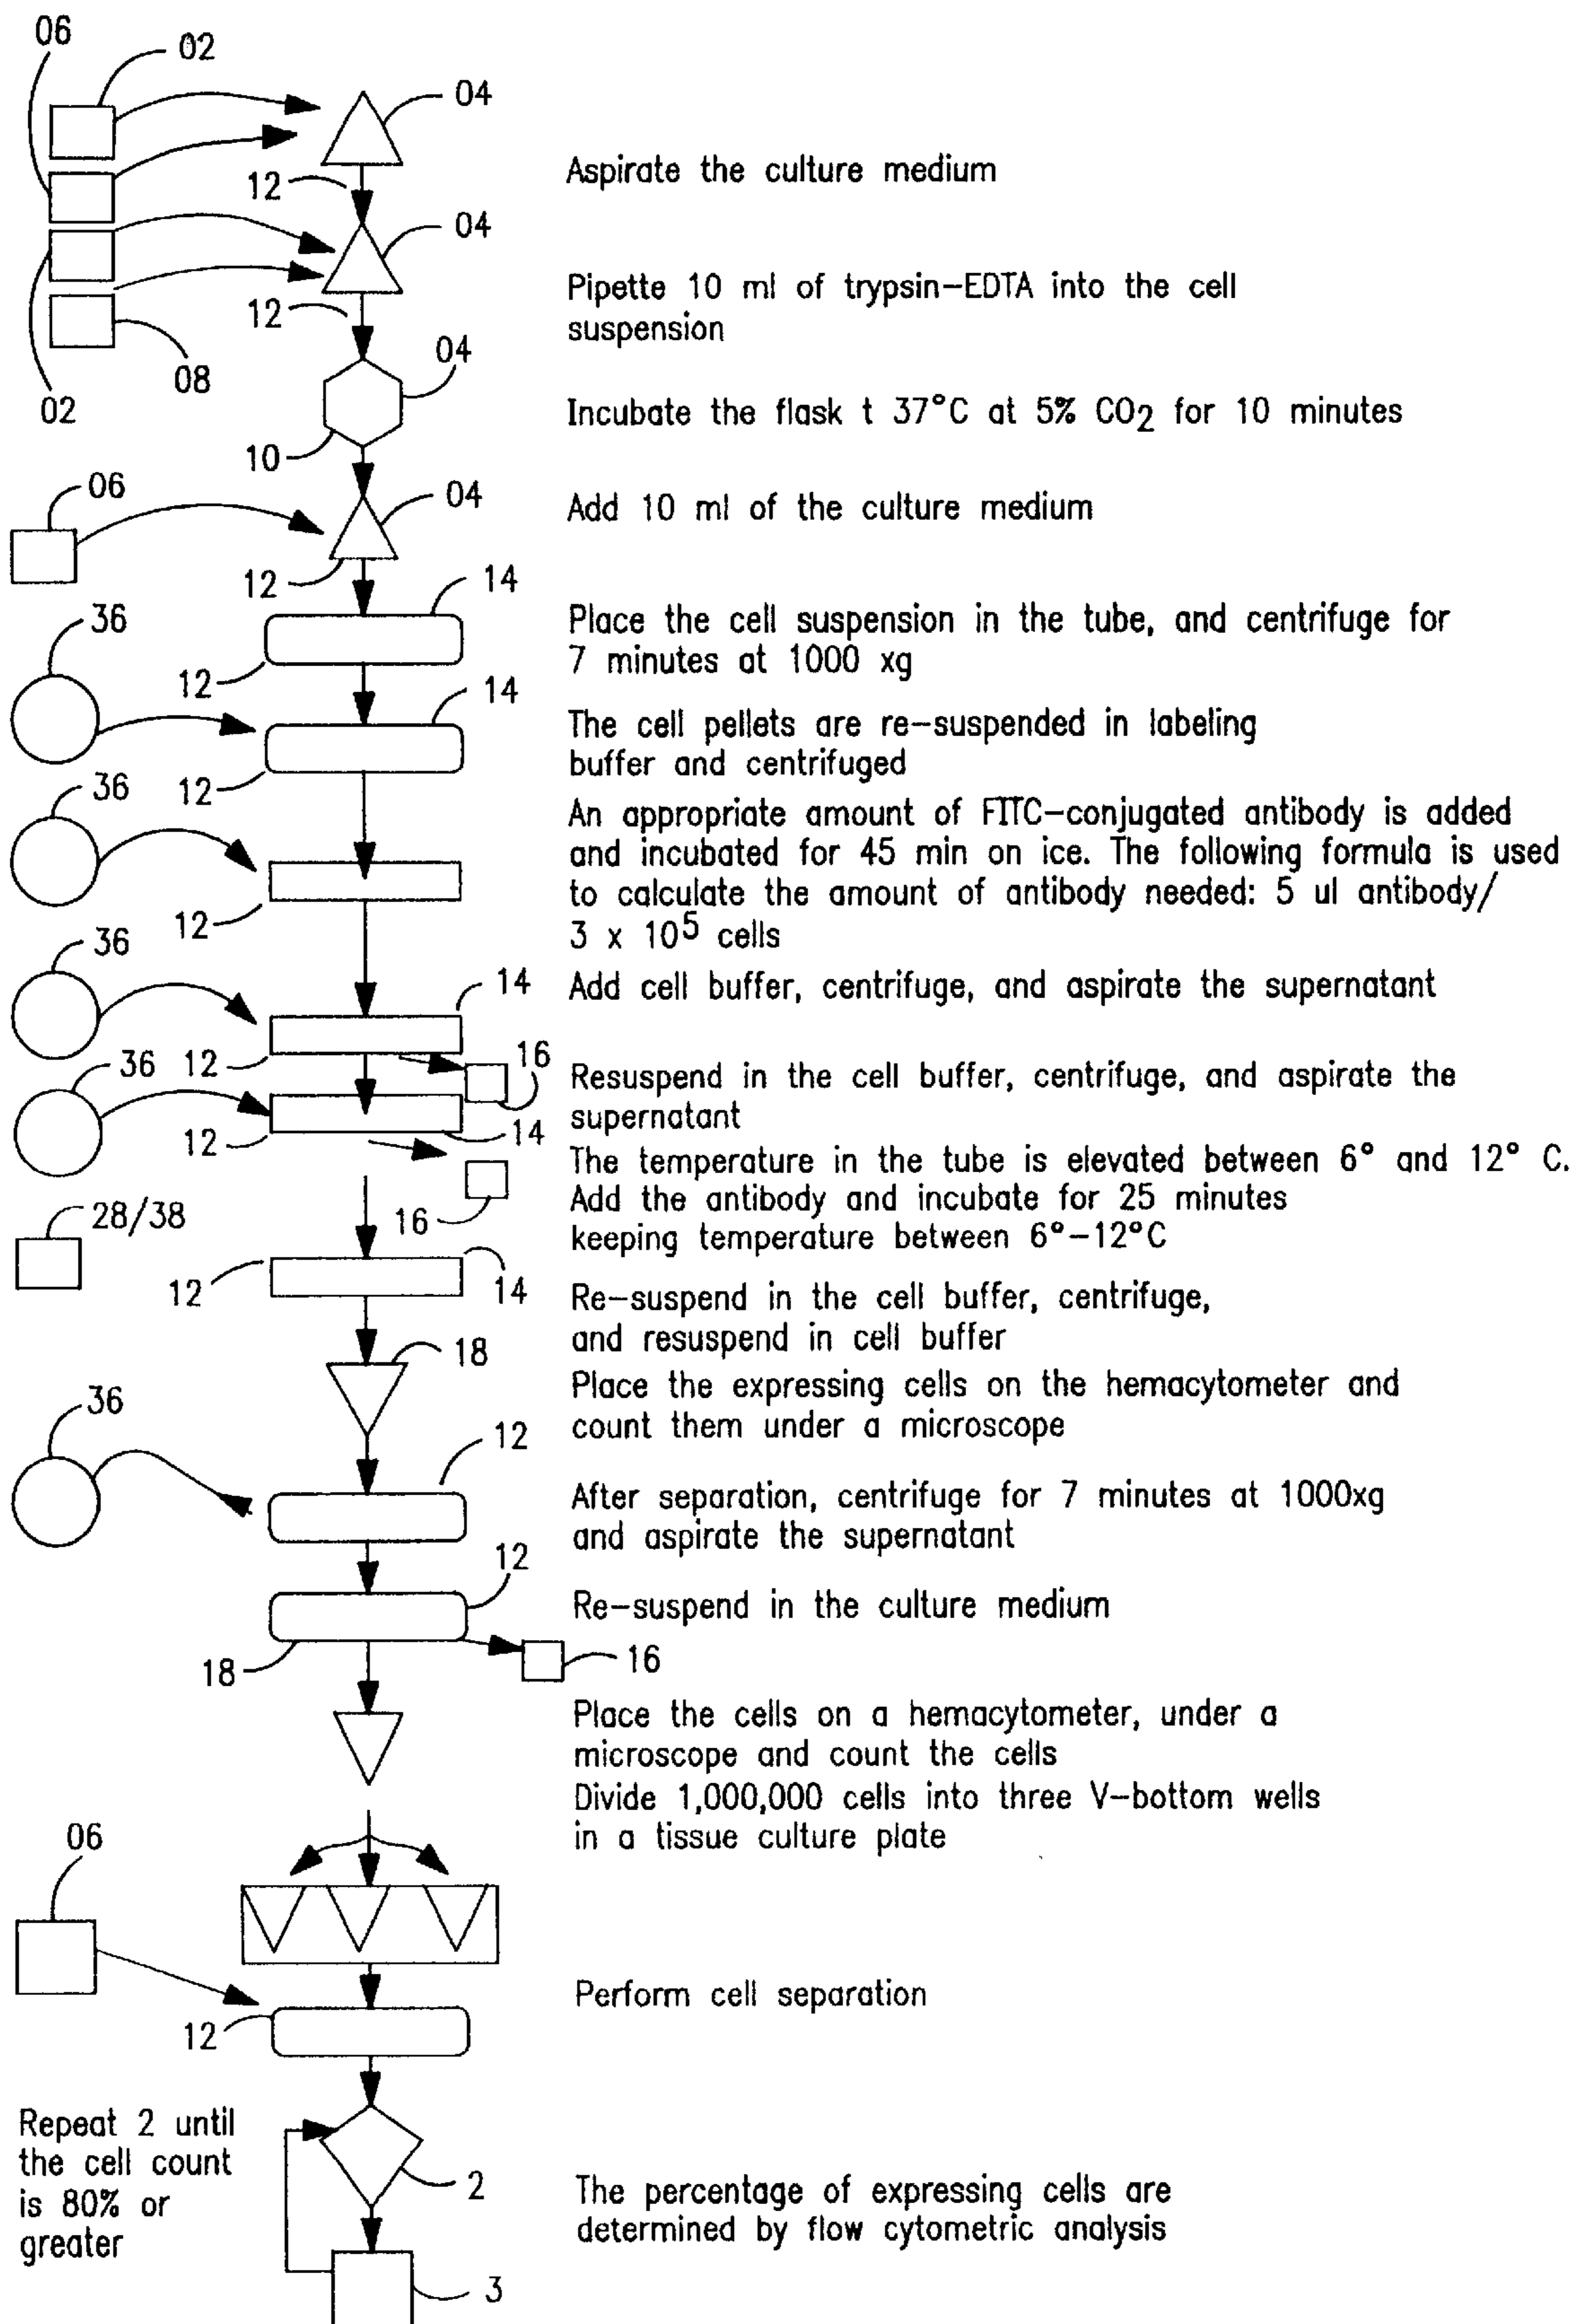 06
02
04
12
Aspirate the culture medium
04
12
Pipette 10 ml of trypsin-EDTA into the cell
suspension
08
02
04
10
Incubate the flask t 37°C at 5% CO2 for 10 minutes
06
04
Add 10 ml of the culture medium
12
14
36
Place the cell suspension in the tube, and centrifuge for
7 minutes at 1000 xg
12
14
The cell pellets are re-suspended in labeling
buffer and centrifuged
12
36
An appropriate amount of FITC-conjugated antibody is added
and incubated for 45 min on ice. The following formula is used
to calculate the amount of antibody needed: 5 ul antibody/
3 x 10⁵ cells
12
36
14
Add cell buffer, centrifuge, and aspirate the supernatant
12
16
36
Resuspend in the cell buffer, centrifuge, and aspirate the
supernatant
12
14
The temperature in the tube is elevated between 6° and 12° C.
Add the antibody and incubate for 25 minutes
keeping temperature between 6°-12°C
16
28/38
12
14
Re-suspend in the cell buffer, centrifuge,
and resuspend in cell buffer
18
Place the expressing cells on the hemacytometer and
count them under a microscope
36
12
After separation, centrifuge for 7 minutes at 1000xg
and aspirate the supernatant
12
Re-suspend in the culture medium
18
16
Place the cells on a hemacytometer, under a
microscope and count the cells
Divide 1,000,000 cells into three V-bottom wells
in a tissue culture plate
06
Perform cell separation
12
Repeat 2 until
the cell count
is 80% or
greater
2
The percentage of expressing cells are
determined by flow cytometric analysis
3